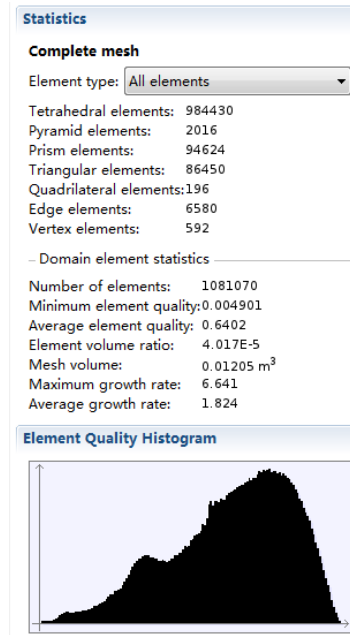 Statistics
Complete mesh
Element type: All elements
Tetrahedral elements: 984430
Pyramid elements: 2016
Prism elements: 94624
Triangular elements: 86450
Quadrilateral elements:196
Edge elements: 6580
Vertex elements: 592
Domain element statistics
Number of elements: 1081070
Minimum element quality:0.004901
Average element quality: 0.6402
Element volume ratio: 4.017E-5
Mesh volume: 0.01205 m³
Maximum growth rate: 6.641
Average growth rate: 1.824
Element Quality Histogram